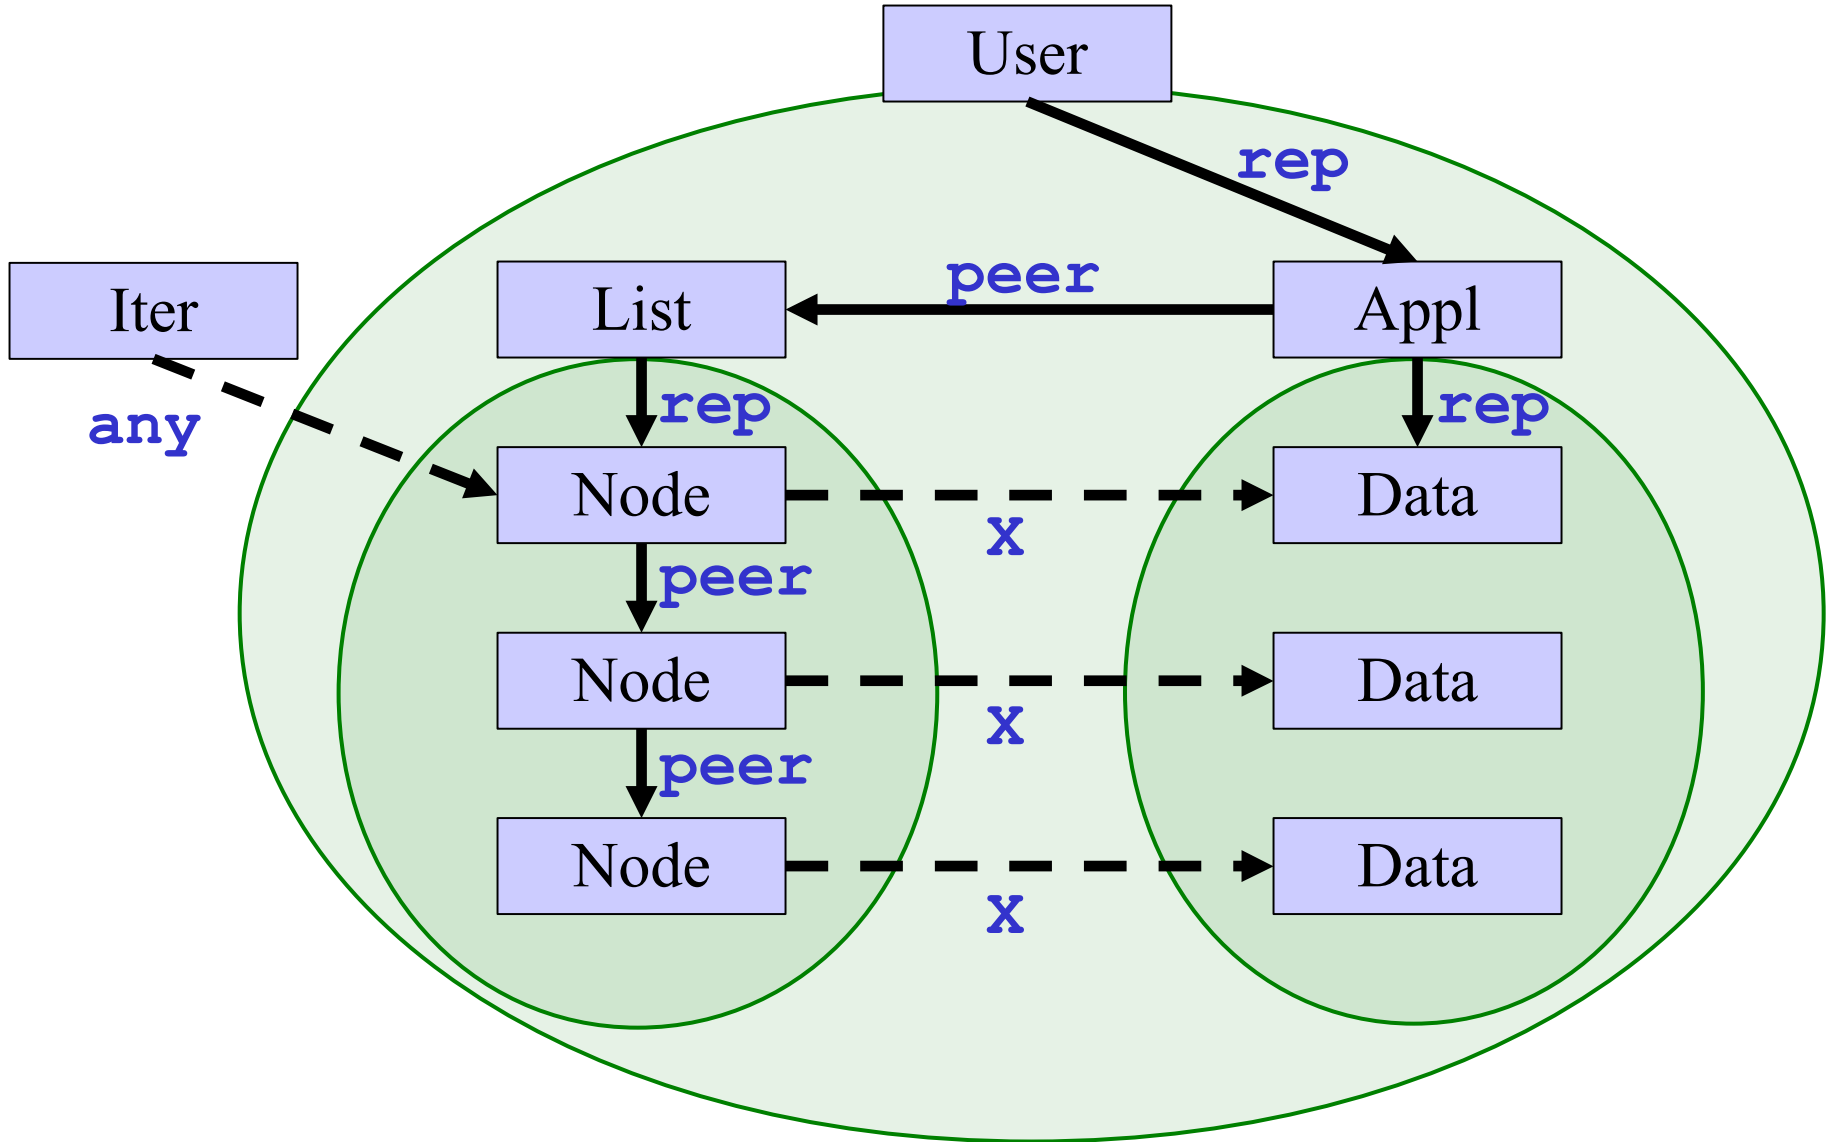 User
rep
peer
Iter
List
Appl
any
rep
rep
Node
Data
x
peer
Node
Data
x
peer
Node
Data
x